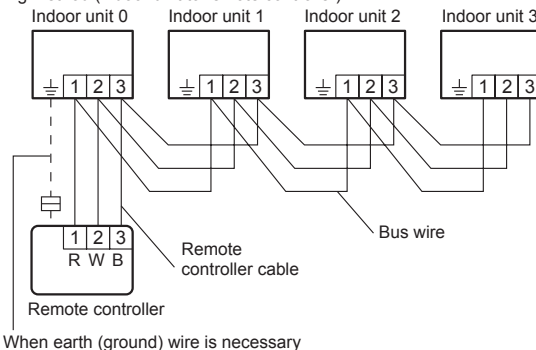 Indoor unit 0 Indoor unit 1 Indoor unit 2 Indoor unit 3
1 2 3 1 2 3 1 2 3 1 2 3
1 2 3
R W B
Bus wire
Remote
controller cable
Remote controller
When earth (ground) wire is necessary